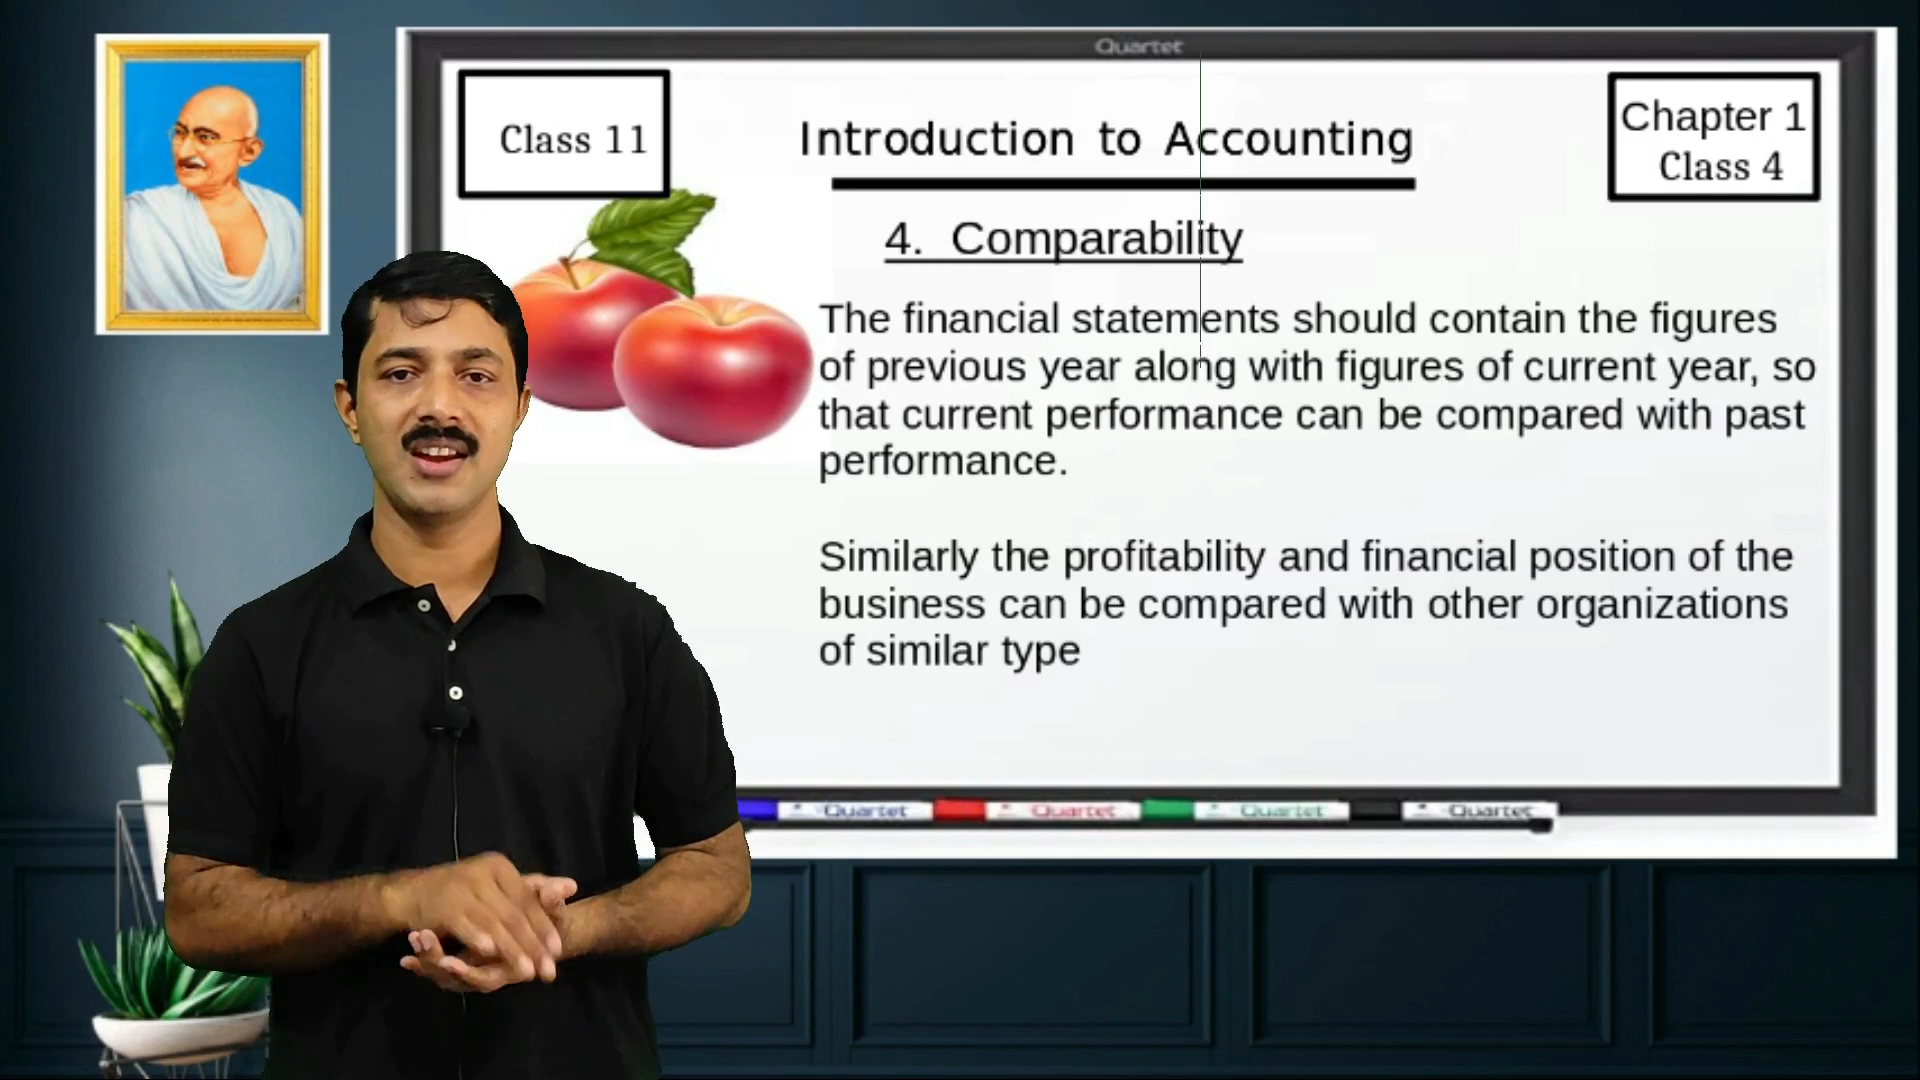 Quartet
Class 11
Introduction to Accounting
Chapter 1
Class 4
4. Comparability
The financial statements should contain the figures
of previous year along with figures of current year, so
that current performance can be compared with past
performance.
Similarly the profitability and financial position of the
business can be compared with other organizations
of similar type
Quartet Quartet Quartet Quartet